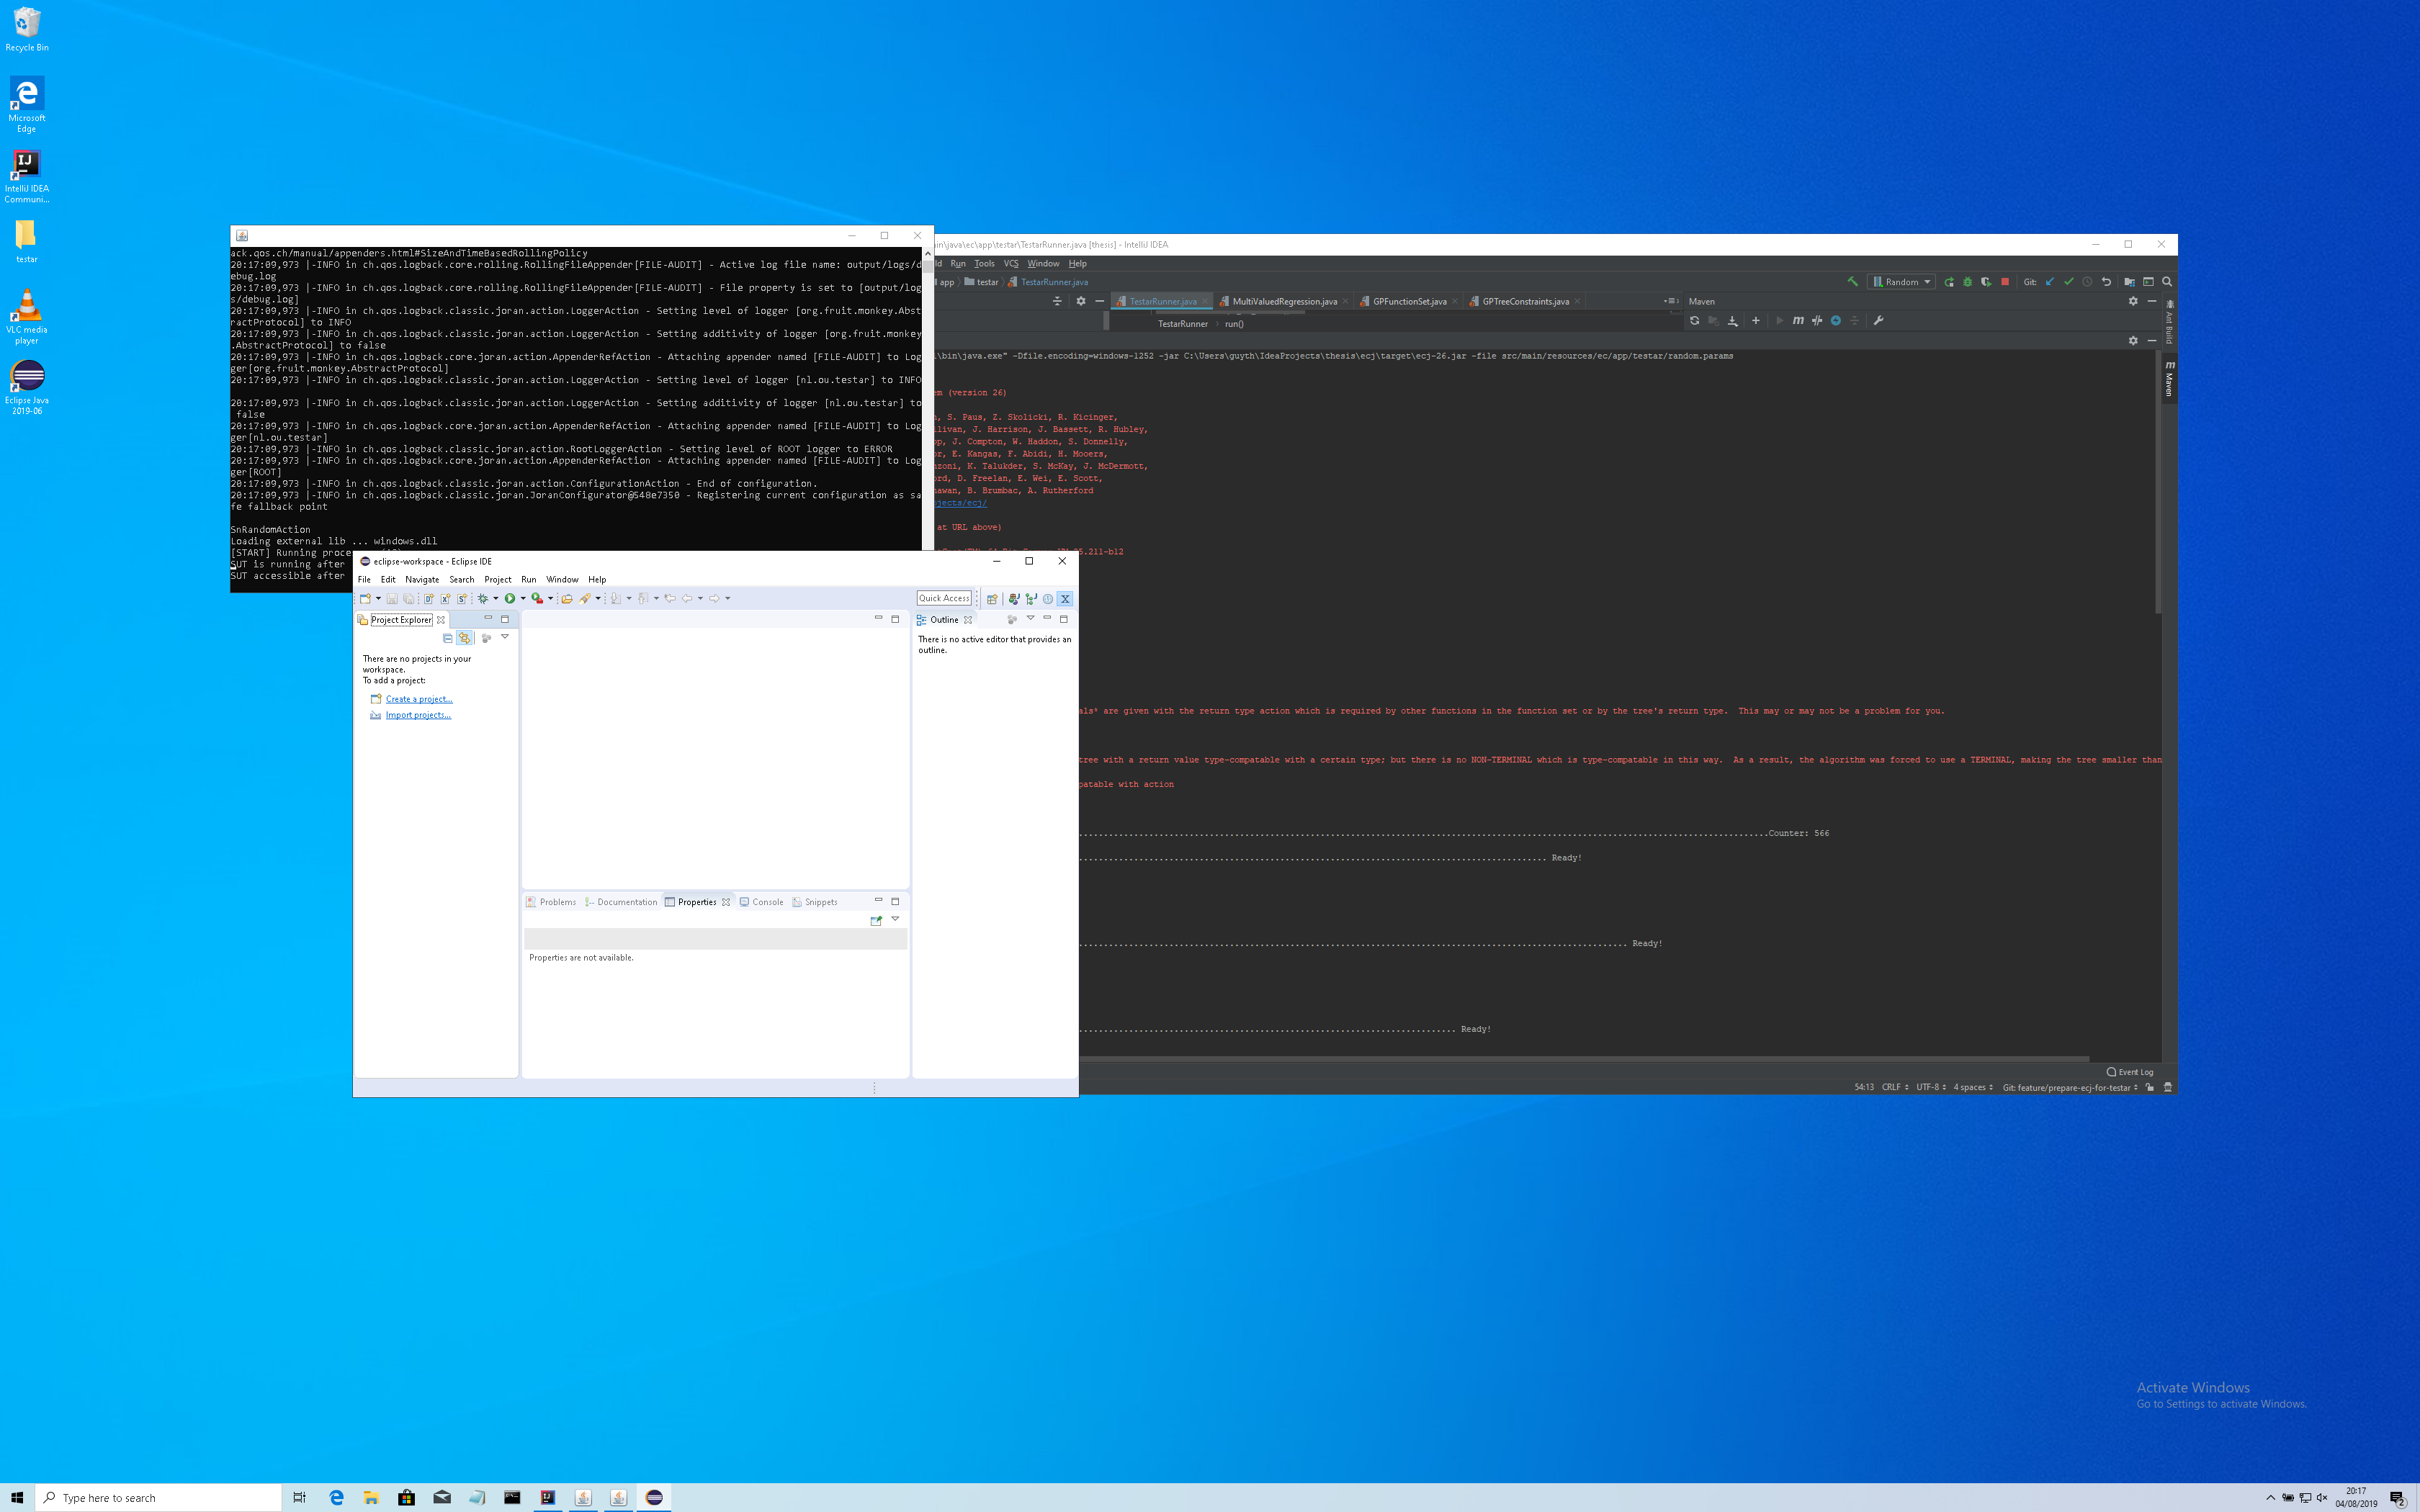 Recycle Bin
Microsoft
Edge
IntelliJ IDEA
Communi...
testar
VLC media
player
Eclipse Java
2019-06
ack.qos.ch/manual/appenders.html#SizeAndTimeBasedRollingPolicy
20:17:09,973 |-INFO in ch.qos.logback.core.rolling.RollingFileAppender[FILE-AUDIT] - Active log file name: output/logs/d
ebug.log
20:17:09,973 |-INFO in ch.qos.logback.core.rolling.RollingFileAppender[FILE-AUDIT] - File property is set to [output/log
s/debug.log]
20:17:09,973 |-INFO in ch.qos.logback.classic.joran.action.LoggerAction - Setting level of logger [org.fruit.monkey.Abst
ractProtocol] to INFO
20:17:09,973 |-INFO in ch.qos.logback.classic.joran.action.LoggerAction - Setting additivity of logger [org.fruit.monkey
.AbstractProtocol] to false
20:17:09,973 |-INFO in ch.qos.logback.core.joran.action.AppenderRefAction - Attaching appender named [FILE-AUDIT] to Log
ger[org.fruit.monkey.AbstractProtocol]
20:17:09,973 |-INFO in ch.qos.logback.classic.joran.action.LoggerAction - Setting level of logger [nl.ou.testar] to INFO
20:17:09,973 |-INFO in ch.qos.logback.classic.joran.action.LoggerAction - Setting additivity of logger [nl.ou.testar] to
false
20:17:09,973 |-INFO in ch.qos.logback.core.joran.action.AppenderRefAction - Attaching appender named [FILE-AUDIT] to Log
ger[nl.ou.testar]
20:17:09,973 |-INFO in ch.qos.logback.classic.joran.action.RootLoggerAction - Setting level of ROOT logger to ERROR
20:17:09,973 |-INFO in ch.qos.logback.core.joran.action.AppenderRefAction - Attaching appender named [FILE-AUDIT] to Log
ger[ROOT]
20:17:09,973 |-INFO in ch.qos.logback.classic.joran.action.ConfigurationAction - End of configuration.
20:17:09,973 |-INFO in ch.qos.logback.classic.joran.JoranConfigurator@548e7350 - Registering current configuration as sa
fe fallback point
SnRandomAction
Loading external lib ... windows.dll
[START] Running proce
SUT is running after
SUT accessible after
in\java\ec\app\testar\TestarRunner.java [thesis] - IntelliJ IDEA
ld Run Tools VCS Window Help
app testar TestarRunner.java
Random Git:
TestarRunner.java MultiValuedRegression.java GPFunctionSet.java GPTreeConstraints.java
Maven
TestarRunner run()
Ant Build
Maven
\bin\java.exe" -Dfile.encoding=windows-1252 -jar C:\Users\guyth\IdeaProjects\thesis\ecj\target\ecj-26.jar -file src/main/resources/ec/app/testar/random.params
em (version 26)
, S. Paus, Z. Skolicki, R. Kicinger,
livan, J. Harrison, J. Bassett, R. Hubley,
op, J. Compton, W. Haddon, S. Donnelly,
or, E. Kangas, F. Abidi, H. Mooers,
nzoni, K. Talukder, S. McKay, J. McDermott,
ord, D. Freelan, E. Wei, E. Scott,
nawan, B. Brumbac, A. Rutherford
ojects/ecj/
at URL above)
5.211-b12
als* are given with the return type action which is required by other functions in the function set or by the tree's return type. This may or may not be a problem for you.
tree with a return value type-compatable with a certain type; but there is no NON-TERMINAL which is type-compatable in this way. As a result, the algorithm was forced to use a TERMINAL, making the tree smaller than
patable with action
Counter: 566
Ready!
Ready!
Ready!
Event Log
54:13 CRLF UTF-8 4 spaces Git: feature/prepare-ecj-for-testar
eclipse-workspace - Eclipse IDE
File Edit Navigate Search Project Run Window Help
Quick Access
Project Explorer
There are no projects in your
workspace.
To add a project:
Create a project...
Import projects...
Outline
There is no active editor that provides an
outline.
Problems Documentation Properties Console Snippets
Properties are not available.
Activate Windows
Go to Settings to activate Windows.
Type here to search
20:17
04/08/2019
2